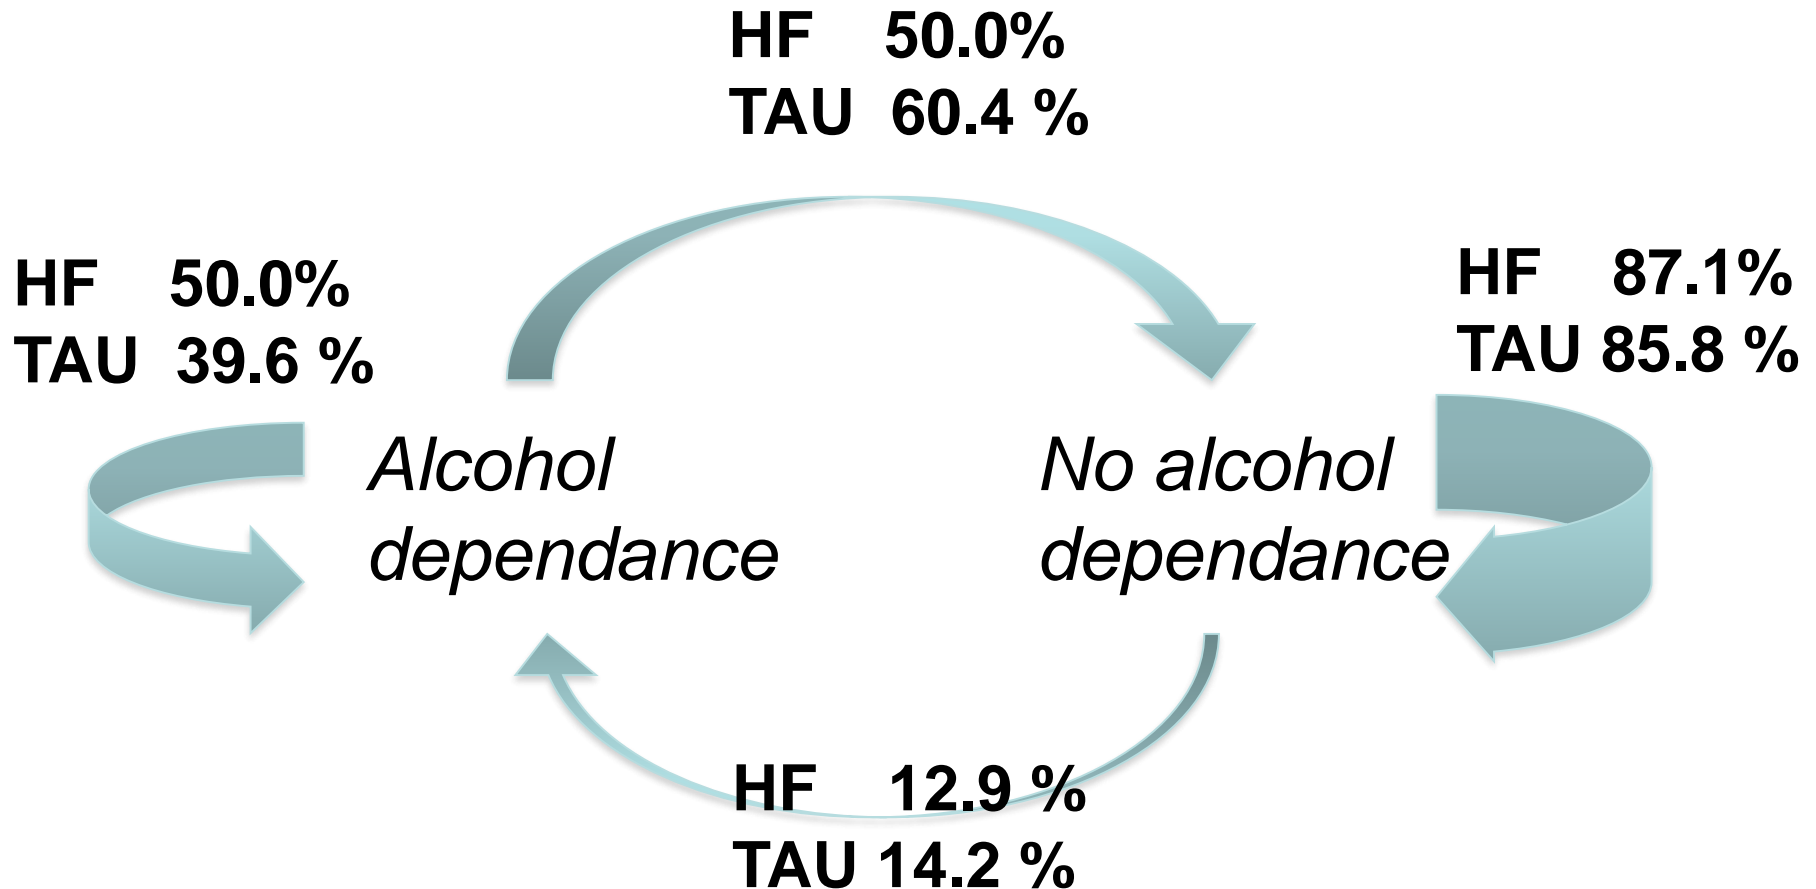 HF 50.0%
TAU 60.4 %
HF 50.0%
TAU 39.6 %
HF 87.1%
TAU 85.8 %
Alcohol
dependance
No alcohol
dependance
HF 12.9 %
TAU 14.2 %